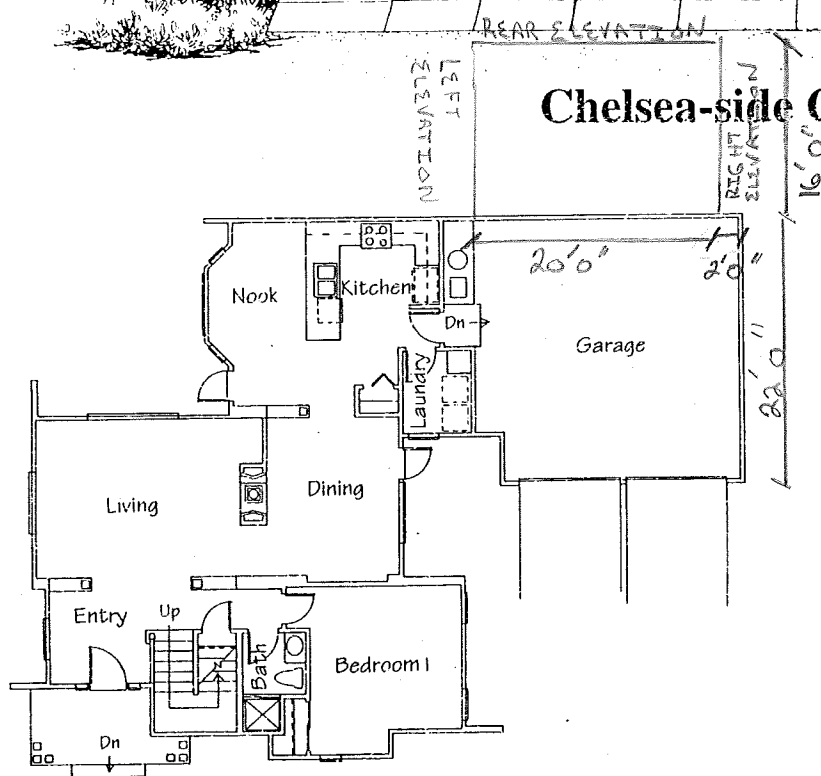 REAR ELEVATION
LEFT ELEVATION
Chelsea-side
RIGHT ELEVATION
16'0"
20'0"
2'0"
Nook
Kitchen
Dn
Garage
22'0"
Laundry
Living
Dining
Entry
Up
Bath
Bedroom 1
Dn